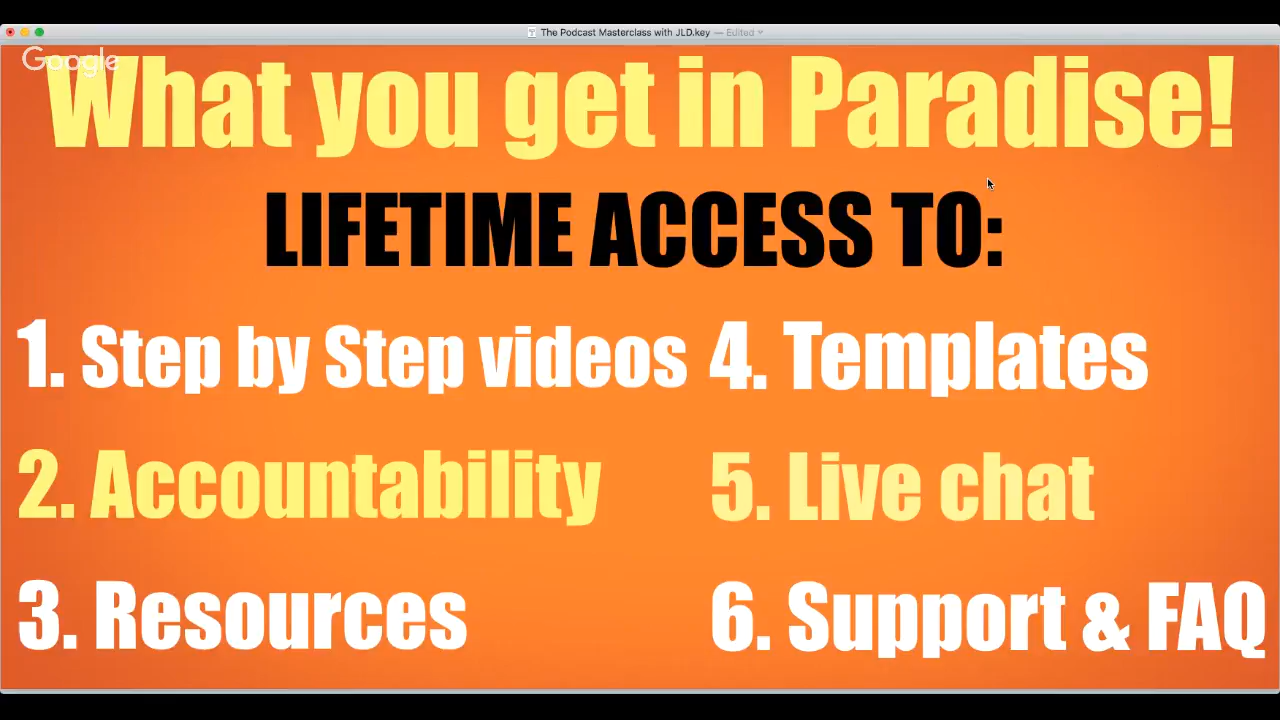 The Podcast Masterclass with JLD.key — Edited
Google
What you get in Paradise!
LIFETIME ACCESS TO:
1. Step by Step videos
2. Accountability
3. Resources
4. Templates
5. Live chat
6. Support & FAQ